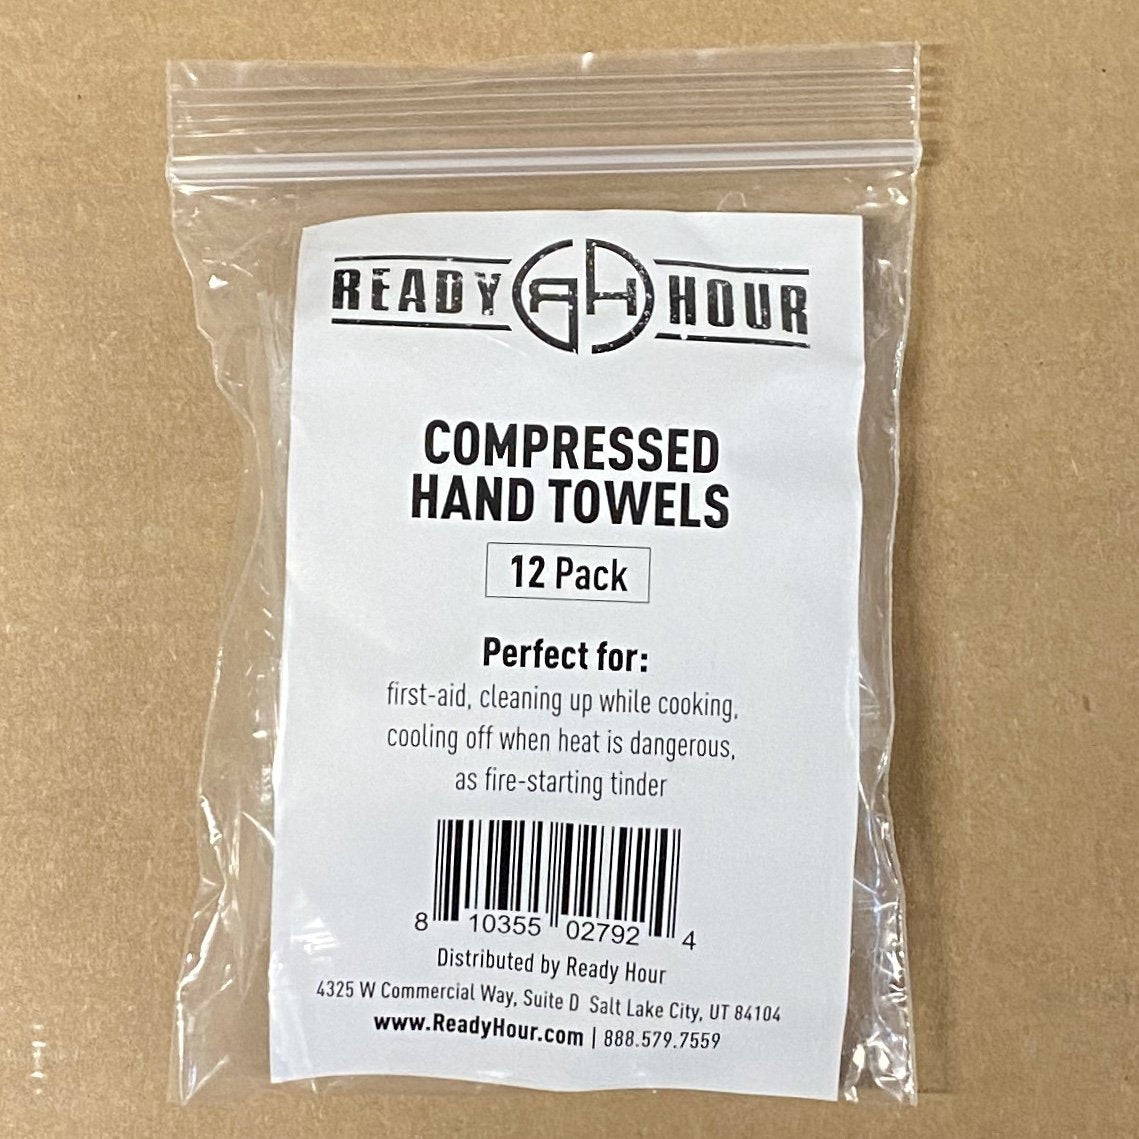 READY RH HOUR
COMPRESSED
HAND TOWELS
12 Pack
Perfect for:
first-aid, cleaning up while cooking,
cooling off when heat is dangerous,
as fire-starting tinder
8 10355 02792 4
Distributed by Ready Hour
4325 W Commercial Way, Suite D Salt Lake City, UT 84104
www.ReadyHour.com | 888.579.7559